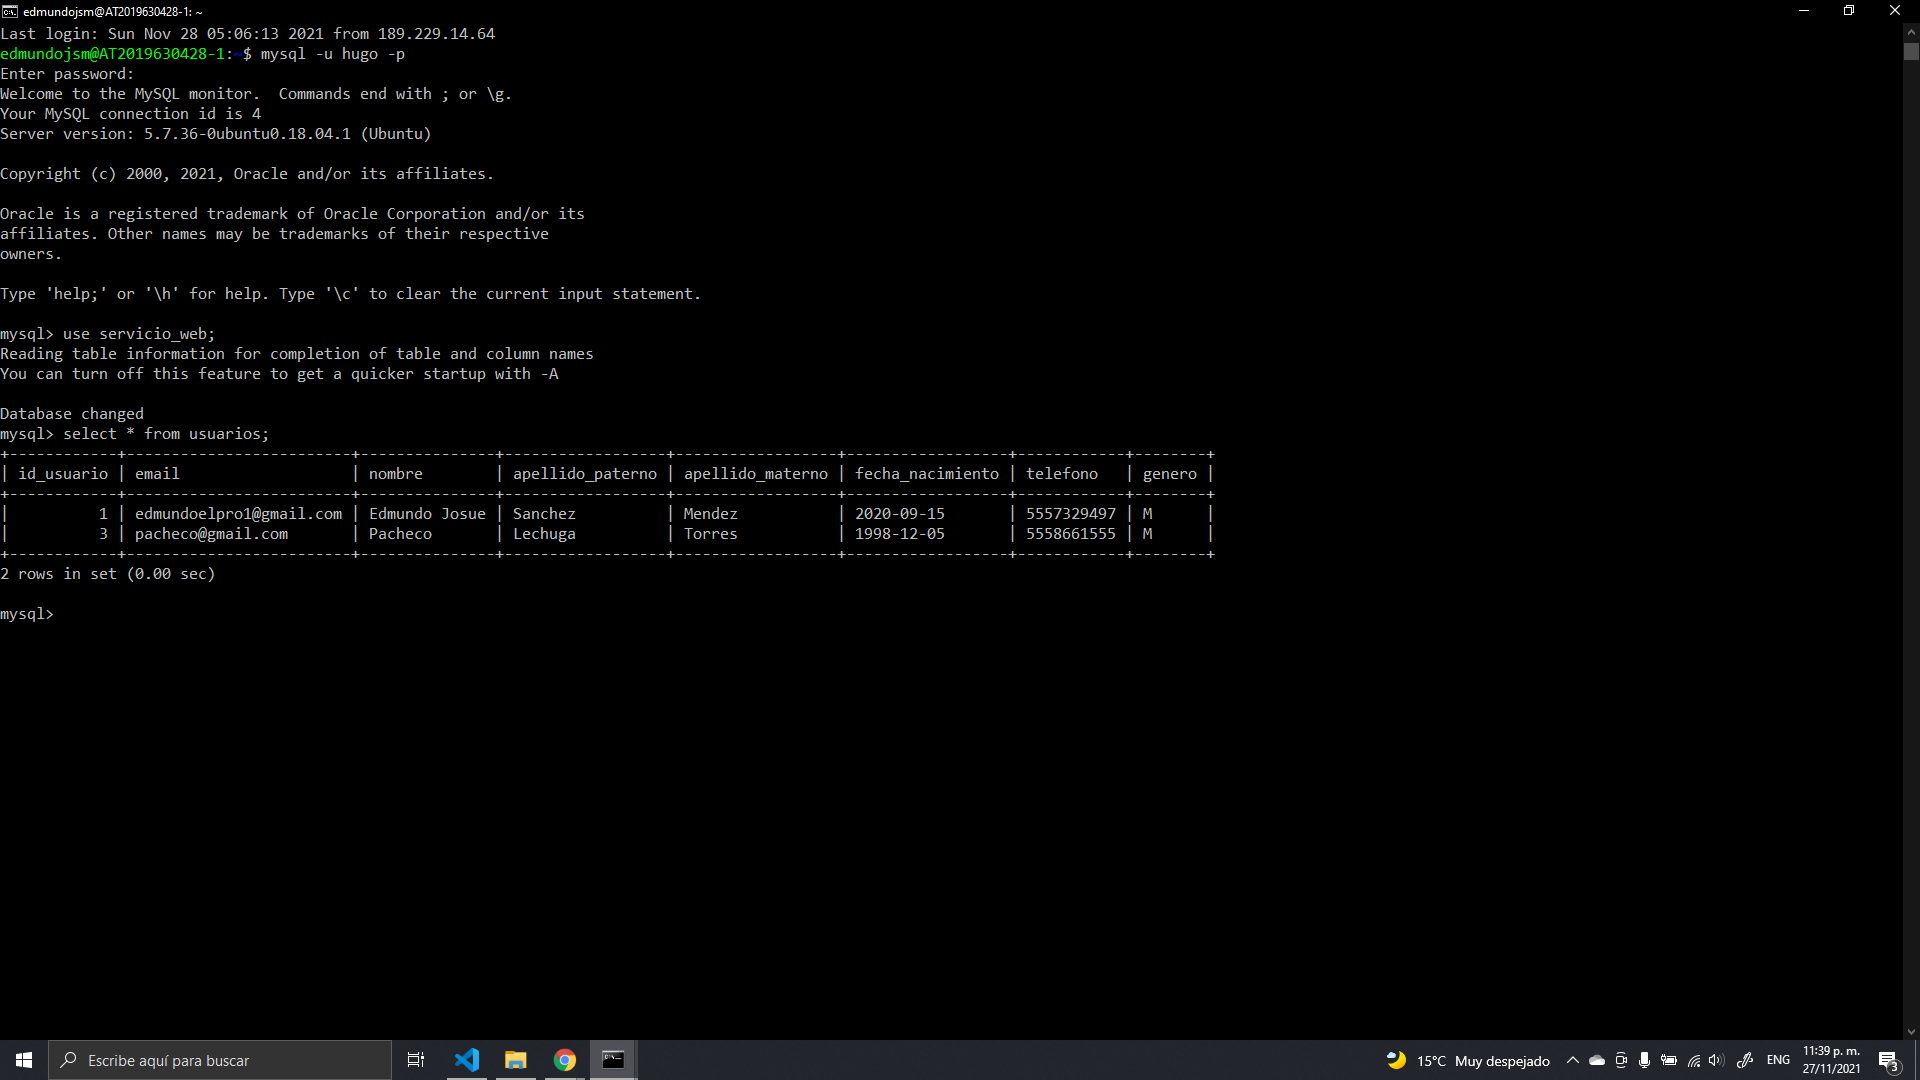 edmundojsm@AT2019630428-1: ~
Last login: Sun Nov 28 05:06:13 2021 from 189.229.14.64
edmundojsm@AT2019630428-1:~$ mysql -u hugo -p
Enter password:
Welcome to the MySQL monitor.  Commands end with ; or \g.
Your MySQL connection id is 4
Server version: 5.7.36-0ubuntu0.18.04.1 (Ubuntu)
Copyright (c) 2000, 2021, Oracle and/or its affiliates.
Oracle is a registered trademark of Oracle Corporation and/or its
affiliates. Other names may be trademarks of their respective
owners.
Type 'help;' or '\h' for help. Type '\c' to clear the current input statement.
mysql> use servicio_web;
Reading table information for completion of table and column names
You can turn off this feature to get a quicker startup with -A
Database changed
mysql> select * from usuarios;
+------------+-------------------------+--------------+------------------+------------------+------------------+------------+--------+
| id_usuario | email                   | nombre       | apellido_paterno | apellido_materno | fecha_nacimiento | telefono   | genero |
+------------+-------------------------+--------------+------------------+------------------+------------------+------------+--------+
|          1 | edmundoelpro1@gmail.com | Edmundo Josue | Sanchez          | Mendez           | 2020-09-15       | 5557329497 | M      |
|          3 | pacheco@gmail.com       | Pacheco      | Lechuga          | Torres           | 1998-12-05       | 5558661555 | M      |
+------------+-------------------------+--------------+------------------+------------------+------------------+------------+--------+
2 rows in set (0.00 sec)
mysql>
Escribe aquí para buscar
15°C Muy despejado
ENG
11:39 p. m.
27/11/2021
3